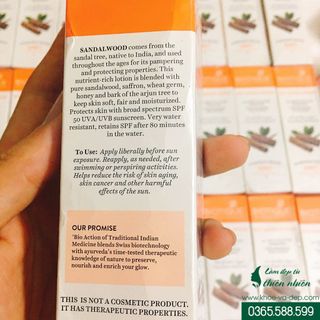 SANDALWOOD comes from the
sandal tree, native to India, and used
throughout the ages for its pampering
and protecting properties. This
nutrient-rich lotion is blended with
pure sandalwood, saffron, wheat germ,
honey and bark of the arjun tree to
keep skin soft, fair and moisturized.
Protects skin with broad spectrum SPF
50 UVA/UVB sunscreen. Very water
resistant, retains SPF after 80 minutes
in the water.
To Use: Apply liberally before sun
exposure. Reapply, as needed, after
swimming or perspiring activities.
Helps reduce the risk of skin aging,
skin cancer and other harmful
effects of the sun.
OUR PROMISE
'Bio Action of Traditional Indian
Medicine blends Swiss biotechnology
with ayurveda's time-tested therapeutic
knowledge of nature to preserve,
nourish and enrich your glow.
THIS IS NOT A COSMETIC PRODUCT.
IT HAS THERAPEUTIC PROPERTIES.
Làm đẹp từ
thiên nhiên
www.khoe-va-dep.com
0365.588.599